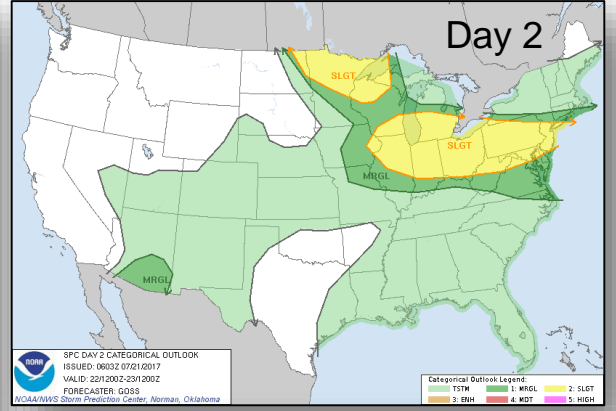 Day 2
SLGT
SLGT
MRGL
MRGL
NOAA
SPC DAY 2 CATEGORICAL OUTLOOK
ISSUED: 0603Z 07/21/2017
VALID: 22/1200Z-23/1200Z
FORECASTER: GOSS
NOAA/NWS Storm Prediction Center, Norman, Oklahoma
Categorical Outlook Legend:
TSTM 1: MRGL 2: SLGT
3: ENH 4: MDT 5: HIGH